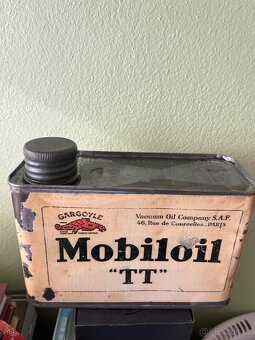 GARGOYLE
Vacuum Oil Company S.A.F.
46, Rue de Courcelles, PARIS
Mobiloil
"TT"